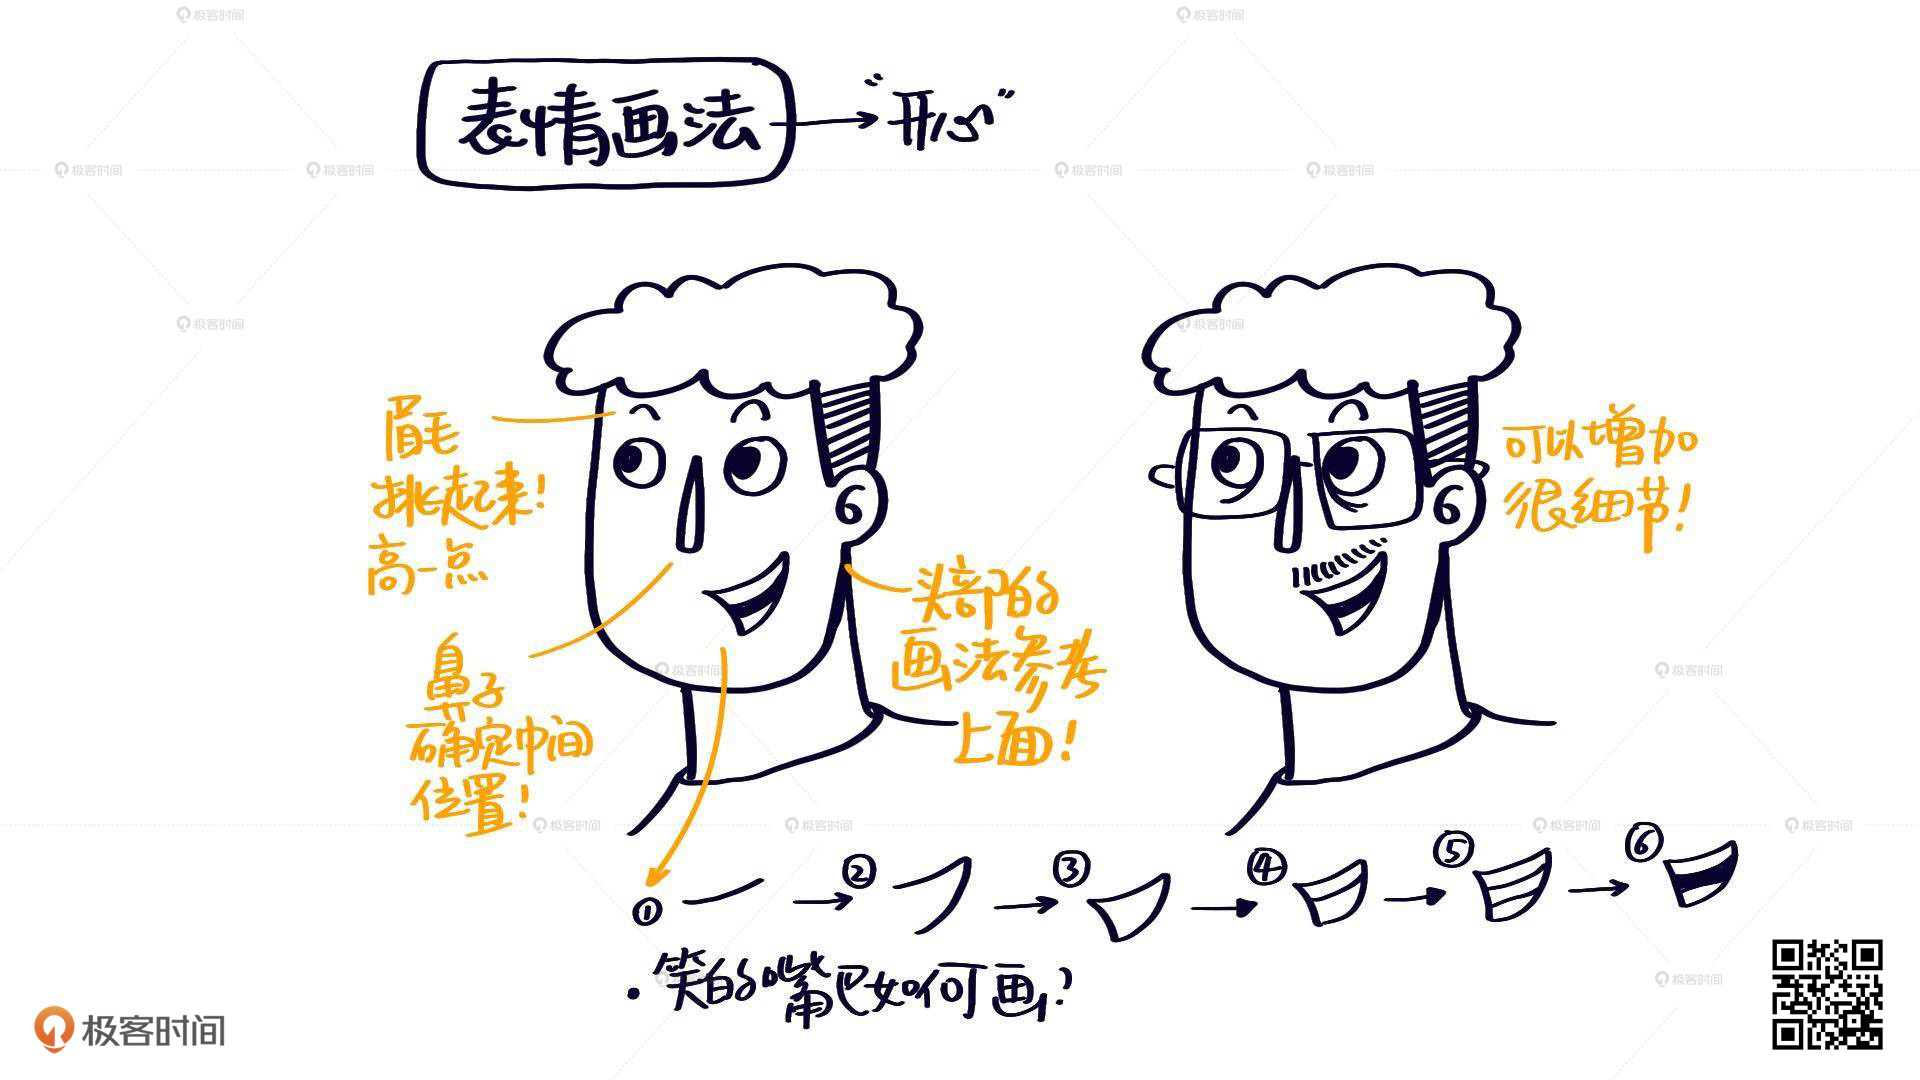 表情画法
“开心”
眉毛
挑起来!
高一点
鼻子
确定中间
位置!
头部的
画法参考
上面!
可以增加
很细节!
① ② ③ ④ ⑤ ⑥
·笑的嘴巴如何画?
极客时间